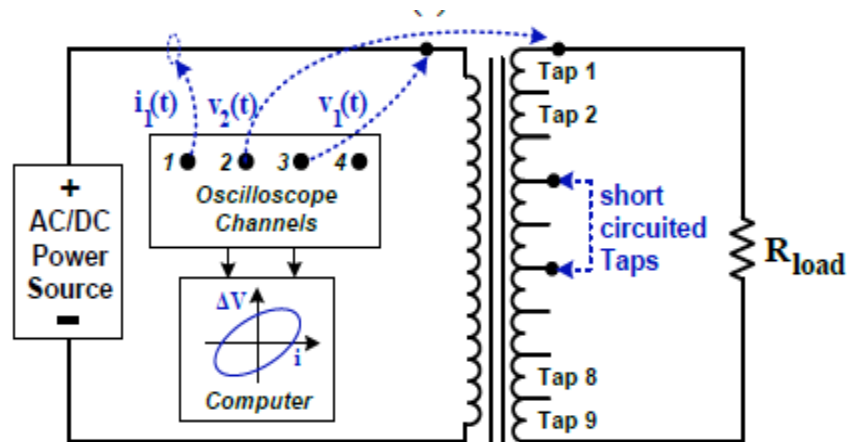 i1(t)
v2(t)
v1(t)
1
2
3
4
Oscilloscope
Channels
+
AC/DC
Power
Source
-
ΔV
i
Computer
Tap 1
Tap 2
short
circuited
Taps
Tap 8
Tap 9
Rload